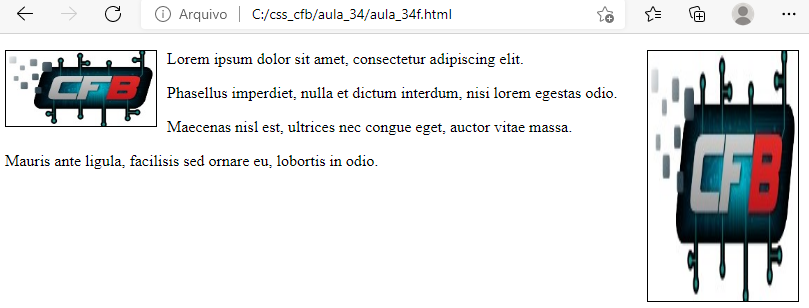 Arquivo C:/css_cfb/aula_34/aula_34f.html
CFB
Lorem ipsum dolor sit amet, consectetur adipiscing elit.
Phasellus imperdiet, nulla et dictum interdum, nisi lorem egestas odio.
Maecenas nisl est, ultrices nec congue eget, auctor vitae massa.
Mauris ante ligula, facilisis sed ornare eu, lobortis in odio.
CFB